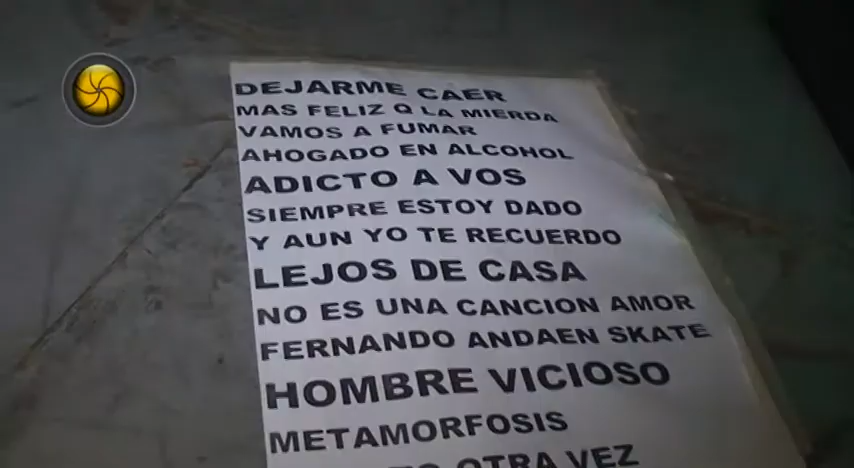 DEJARME CAER
MAS FELIZ Q LA MIERDA
VAMOS A FUMAR
AHOGADO EN ALCOHOL
ADICTO A VOS
SIEMPRE ESTOY DADO
Y AUN YO TE RECUERDO
LEJOS DE CASA
NO ES UNA CANCION AMOR
FERNANDO ANDAEN SKATE
HOMBRE VICIOSO
METAMORFOSIS
OTRA VEZ